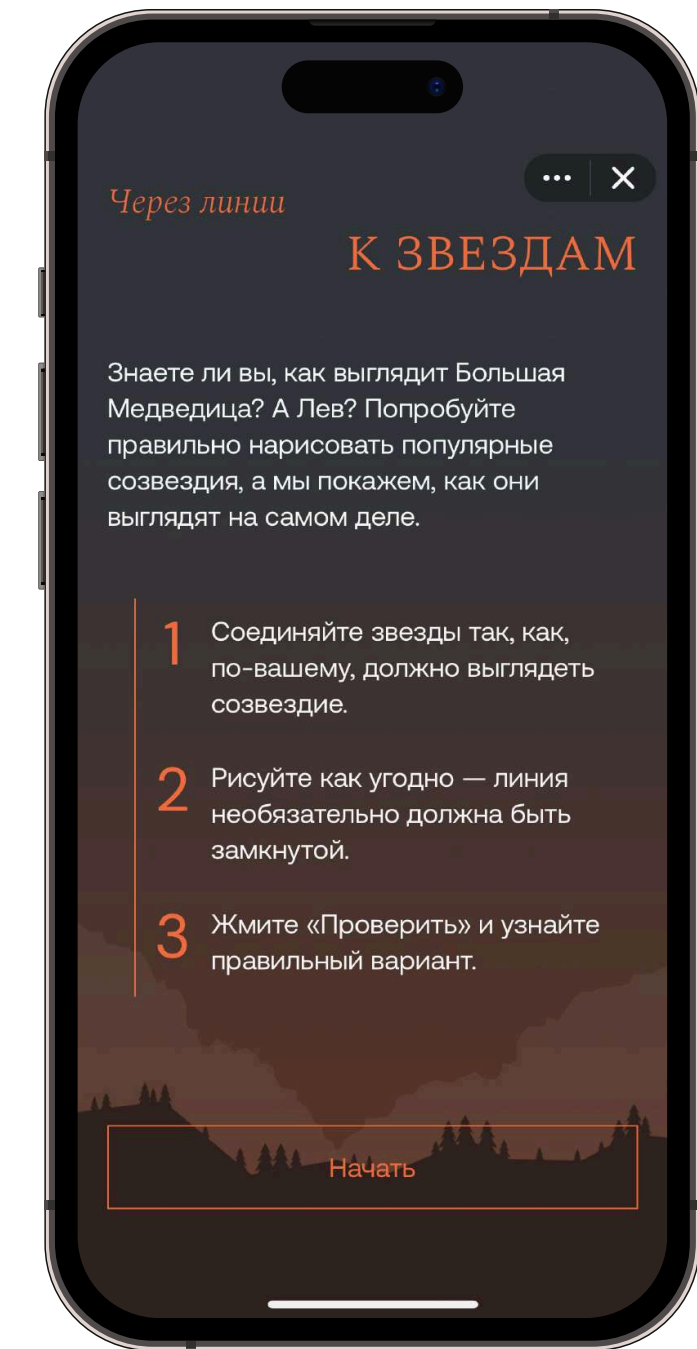 Через линии
К ЗВЕЗДАМ
Знаете ли вы, как выглядит Большая
Медведица? А Лев? Попробуйте
правильно нарисовать популярные
созвездия, а мы покажем, как они
выглядят на самом деле.
1 Соединяйте звезды так, как,
по-вашему, должно выглядеть
созвездие.
2 Рисуйте как угодно — линия
необязательно должна быть
замкнутой.
3 Жмите «Проверить» и узнайте
правильный вариант.
Начать